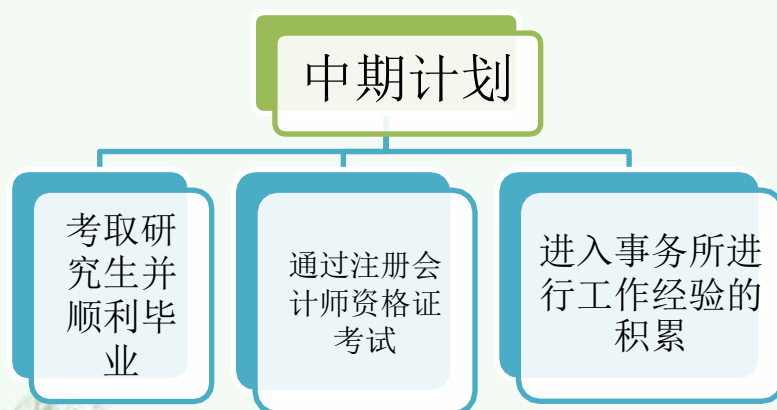 中期计划
考取研
究生并
顺利毕
业
通过注册会
计师资格证
考试
进入事务所进
行工作经验的
积累